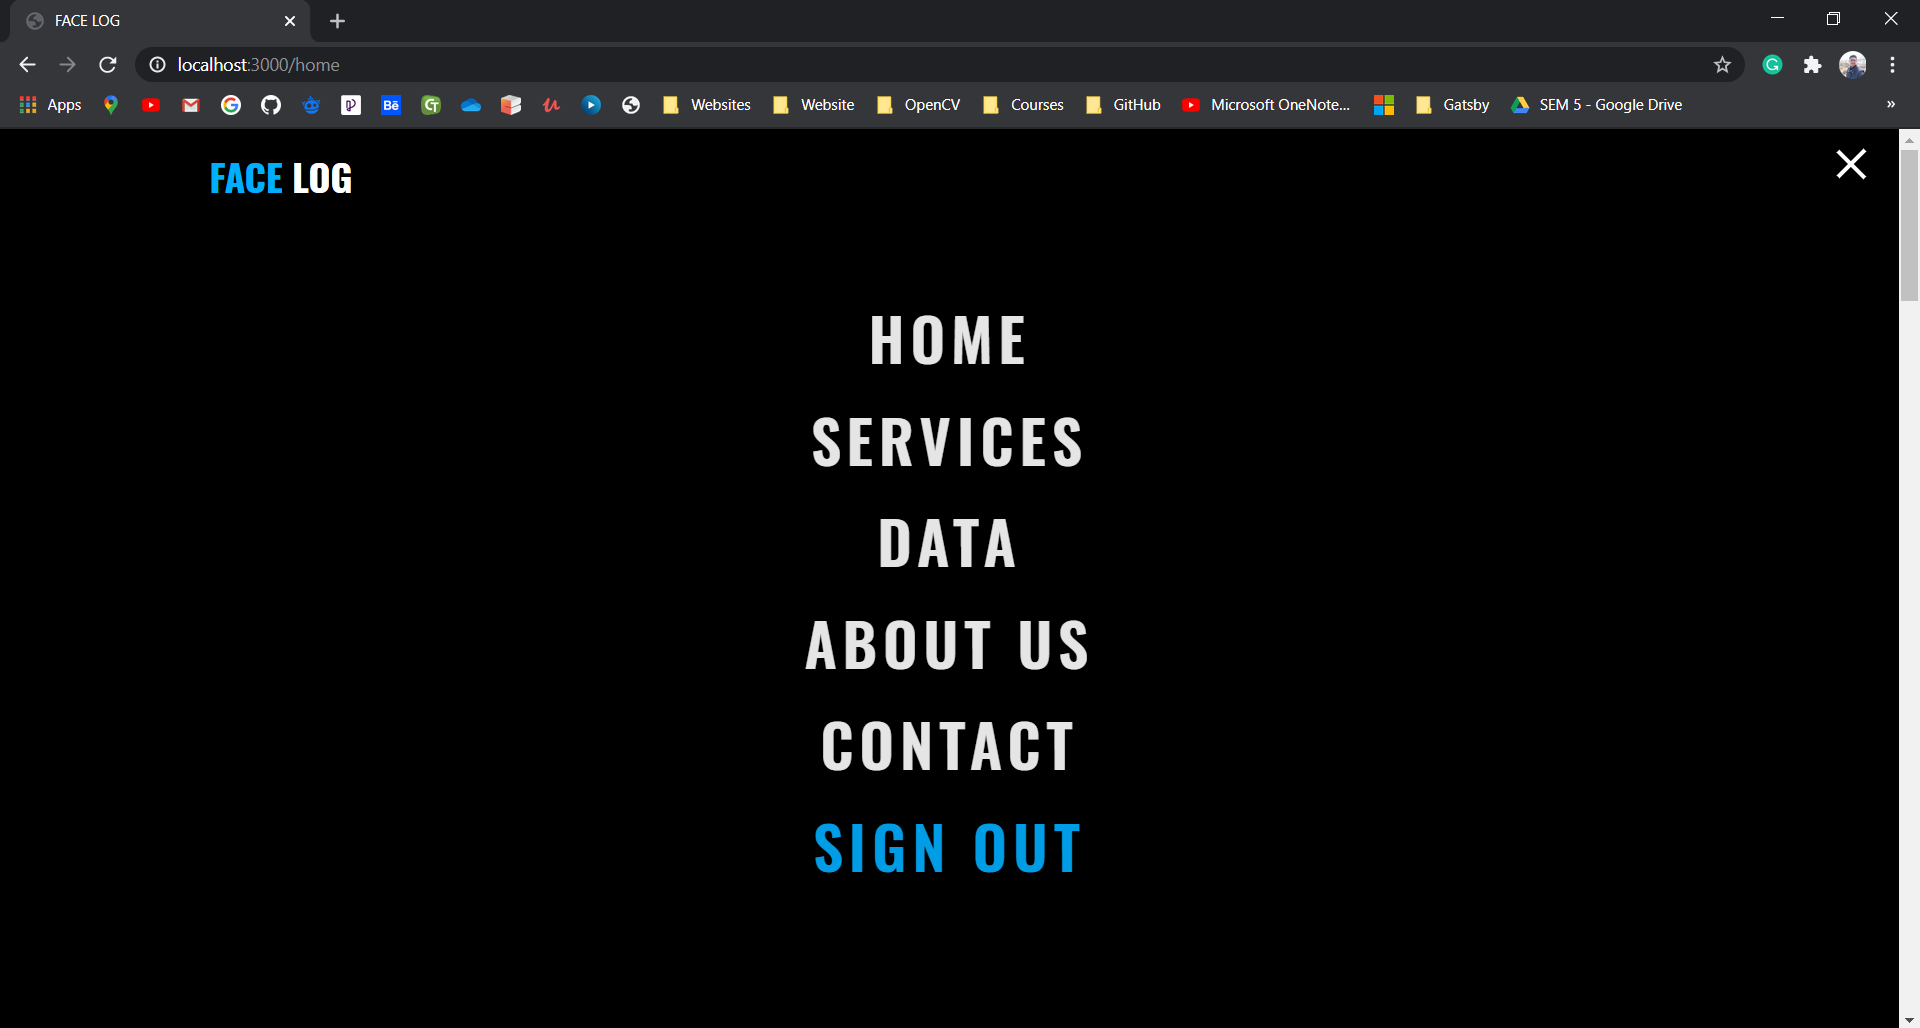 FACE LOG
localhost:3000/home
Apps Bē Websites Website OpenCV Courses GitHub Microsoft OneNote... Gatsby SEM 5 - Google Drive »
FACE LOG
HOME
SERVICES
DATA
ABOUT US
CONTACT
SIGN OUT